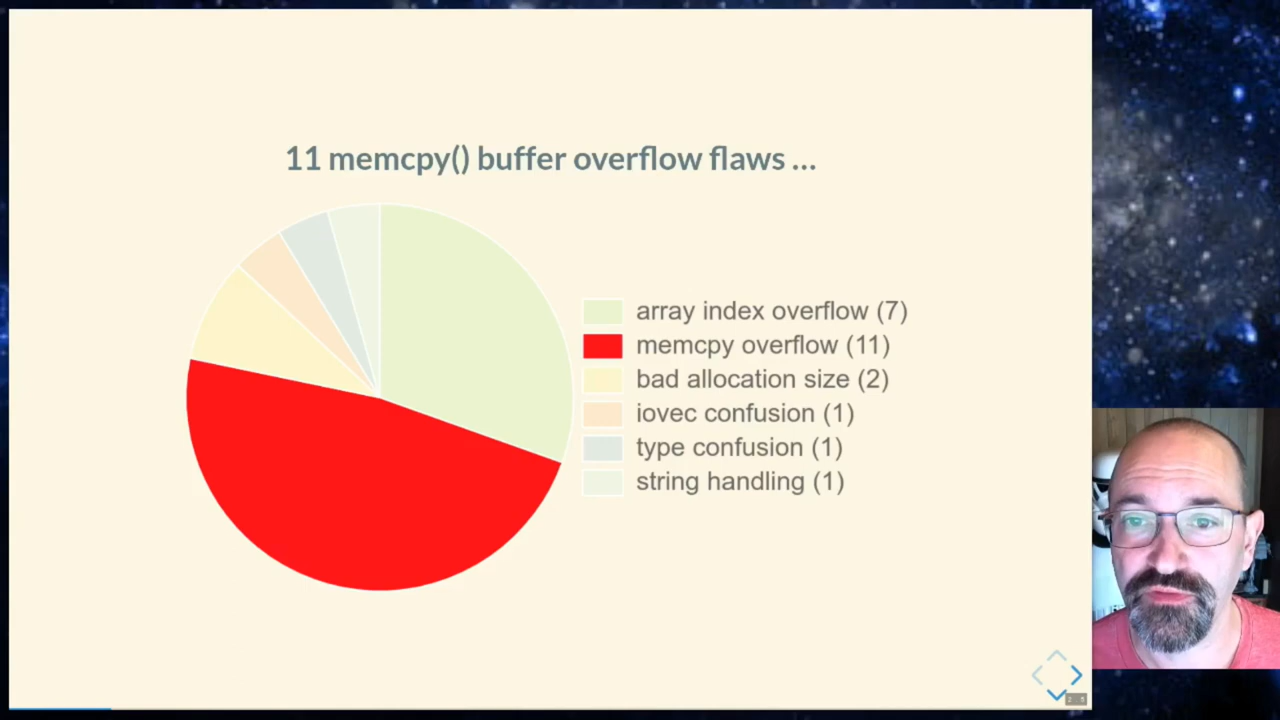 11 memcpy() buffer overflow flaws ...
array index overflow (7)
memcpy overflow (11)
bad allocation size (2)
iovec confusion (1)
type confusion (1)
string handling (1)